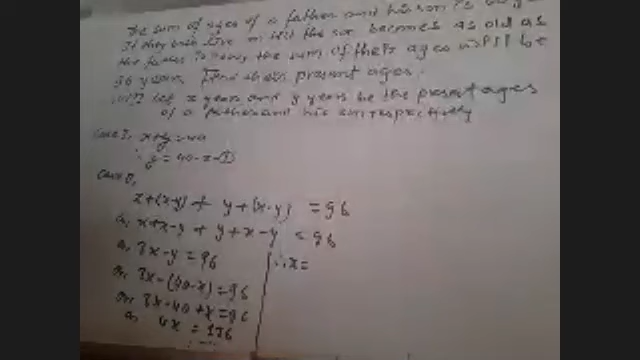 The sum of ages of a father and his son is
If they both live on till the son becomes as old as
the father is now, the sum of their ages will be
96 years. Find their present ages.
Let x years and y years be the present ages
of a father and his son respectively
Case I, x+y=40
∴ y = 40-x-①
Case II,
x+(x-y) + y+(x-y) = 96
or, x+x-y + y+x-y = 96
or, 3x-y = 96
or, 3x-(40-x)=96
or, 3x-40+x=96
or, 4x = 136
∴x=